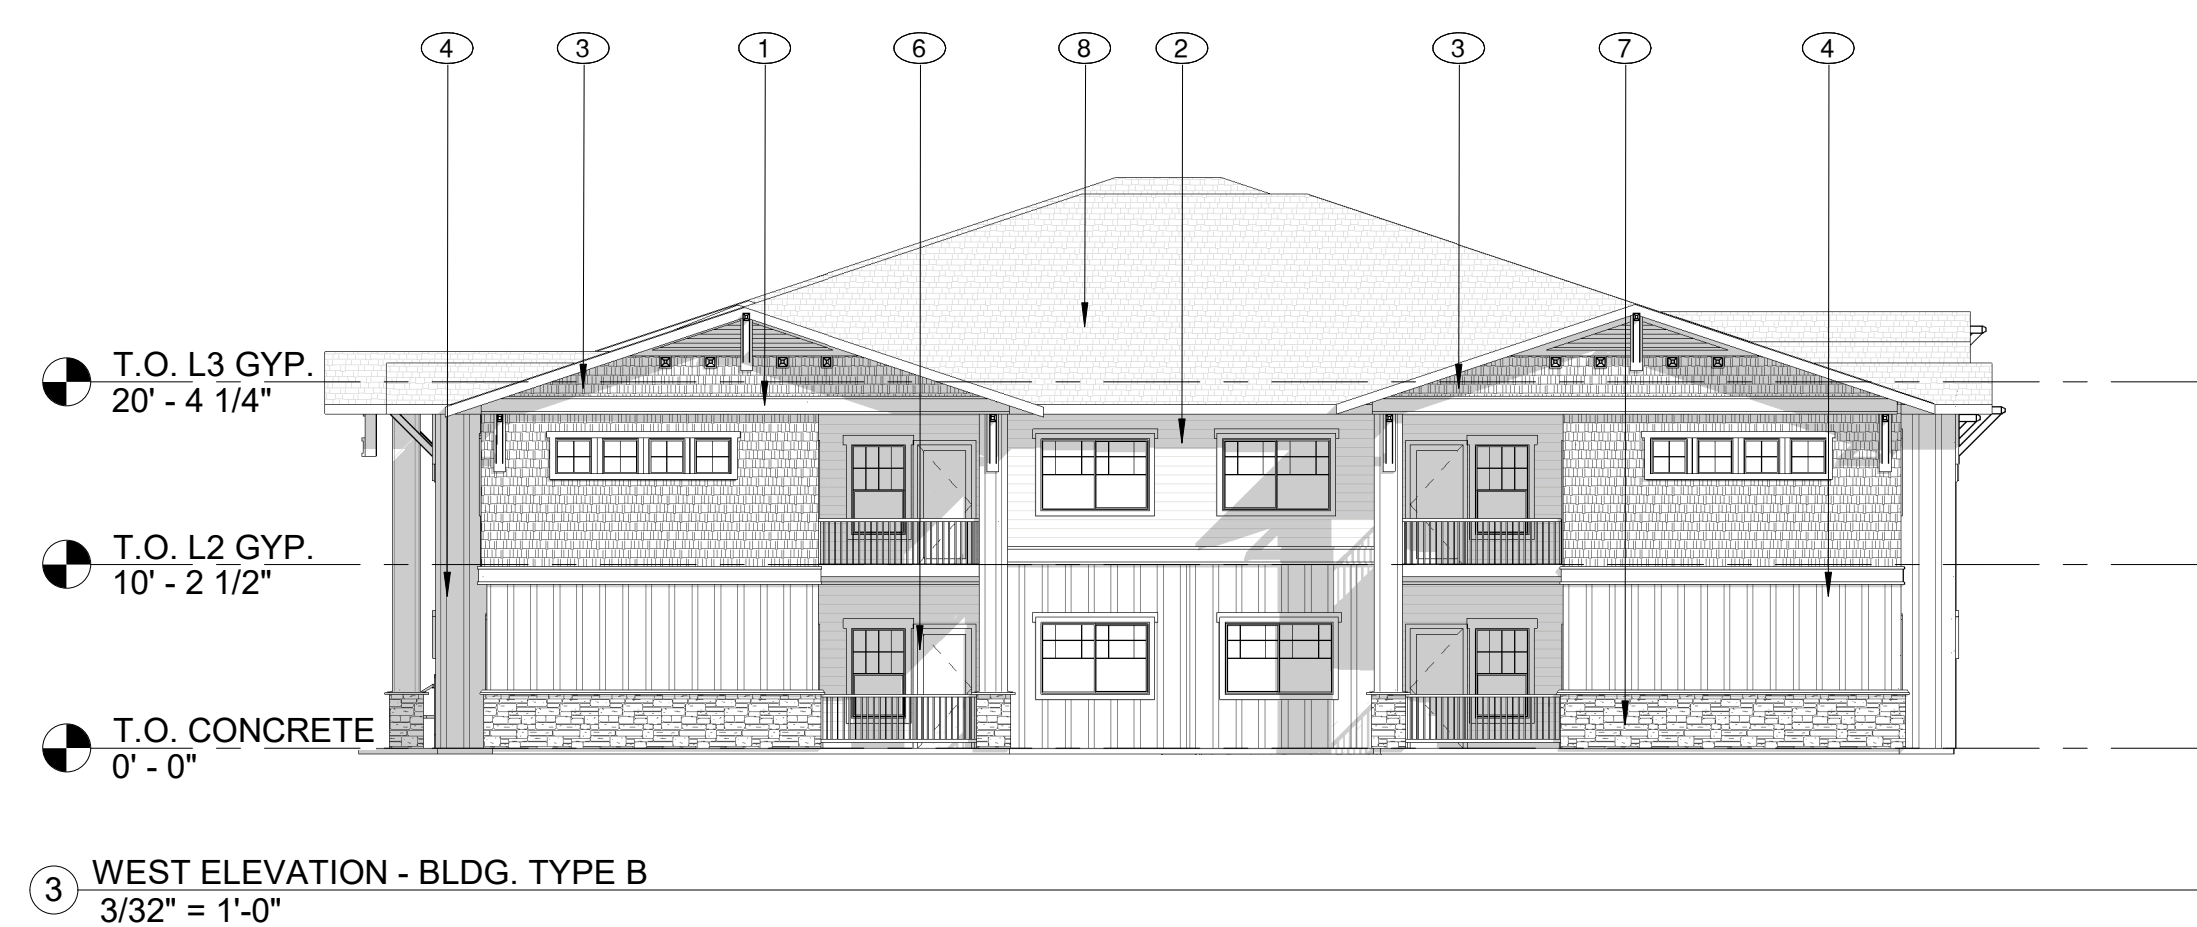 4 3 1 6 8 2 3 7 4
T.O. L3 GYP.
20' - 4 1/4"
T.O. L2 GYP.
10' - 2 1/2"
T.O. CONCRETE
0' - 0"
3 WEST ELEVATION - BLDG. TYPE B
3/32" = 1'-0"